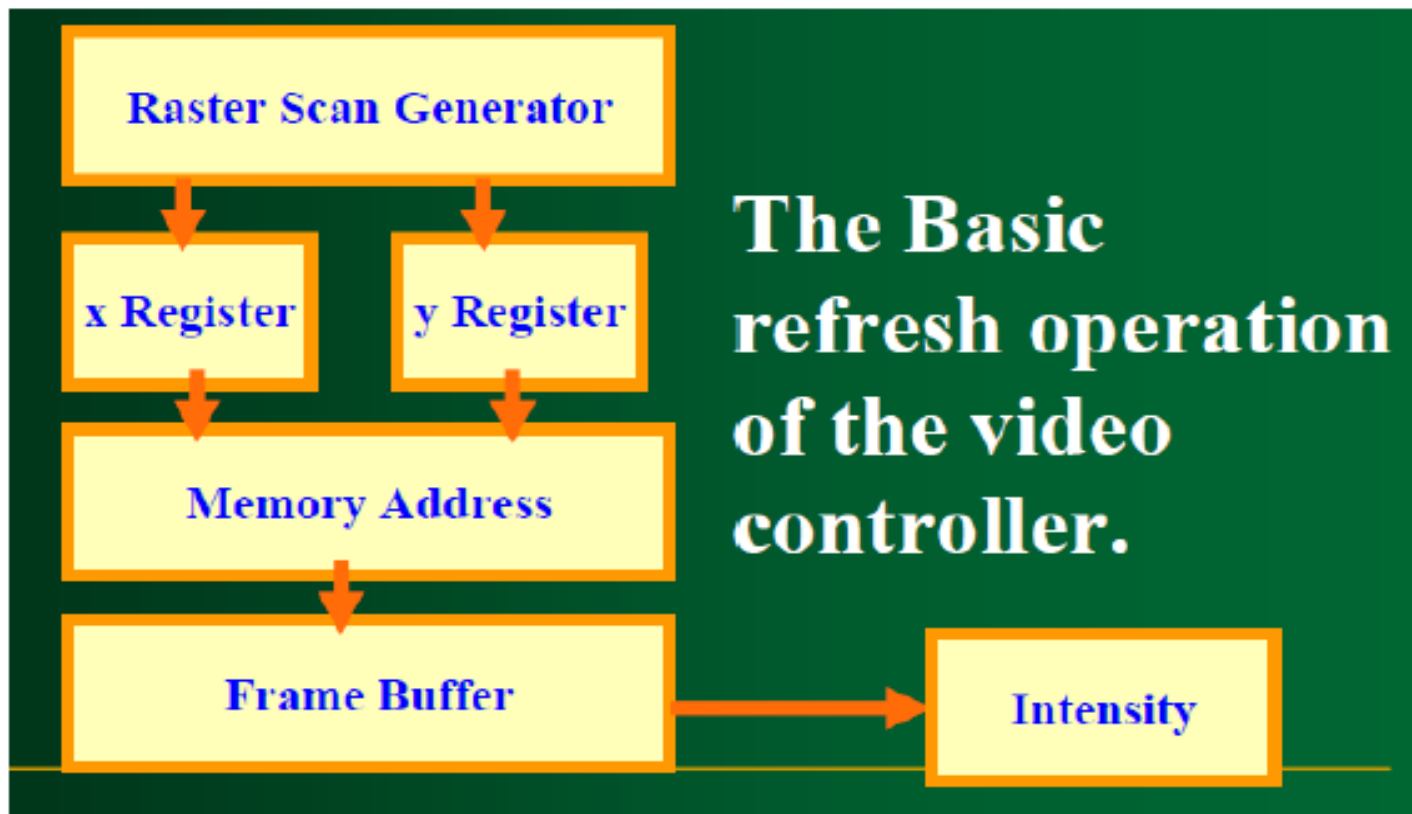 Raster Scan Generator
x Register
y Register
Memory Address
Frame Buffer
Intensity
The Basic
refresh operation
of the video
controller.